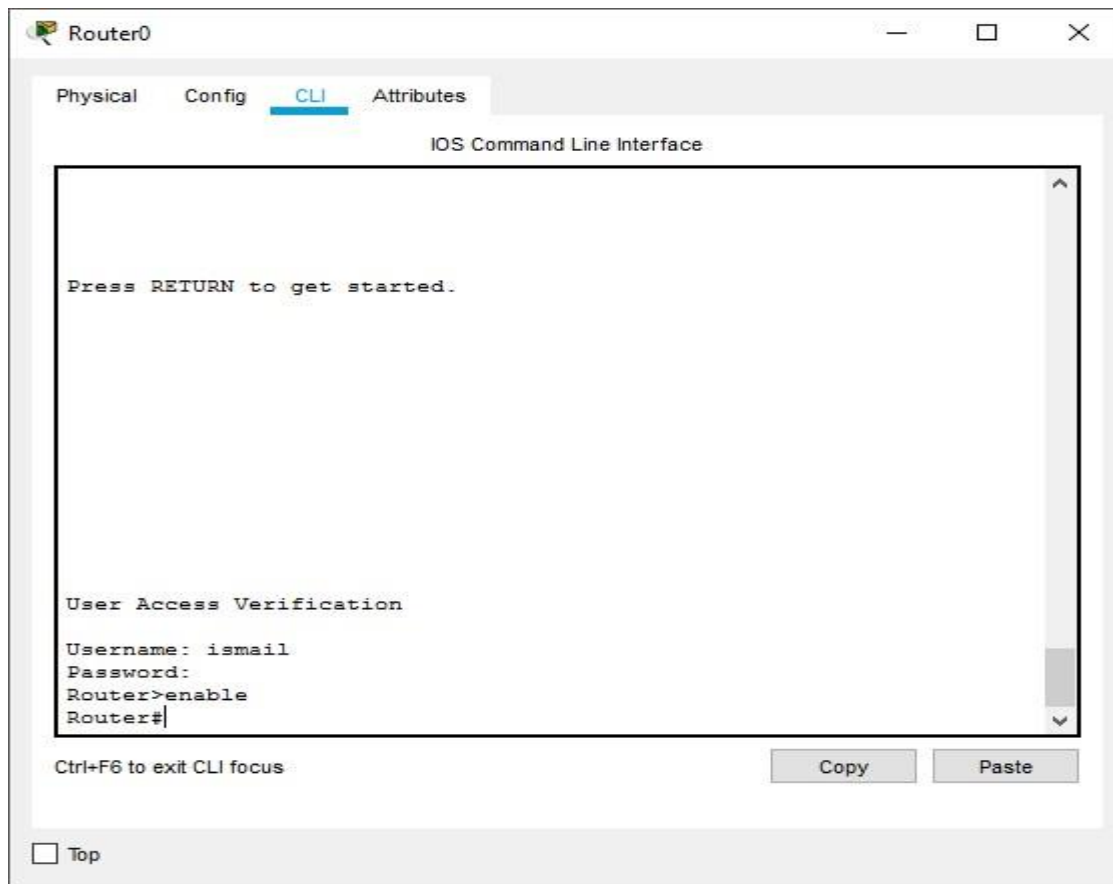 Router0
Physical Config CLI Attributes
IOS Command Line Interface
Press RETURN to get started.
User Access Verification
Username: ismail
Password:
Router>enable
Router#
Ctrl+F6 to exit CLI focus
Copy Paste
Top